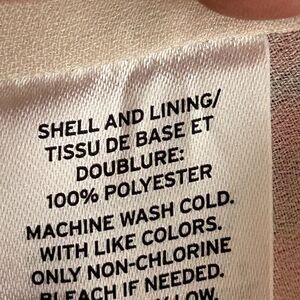 SHELL AND LINING/
TISSU DE BASE ET
DOUBLURE:
100% POLYESTER
MACHINE WASH COLD.
WITH LIKE COLORS.
ONLY NON-CHLORINE
BLEACH IF NEEDED.